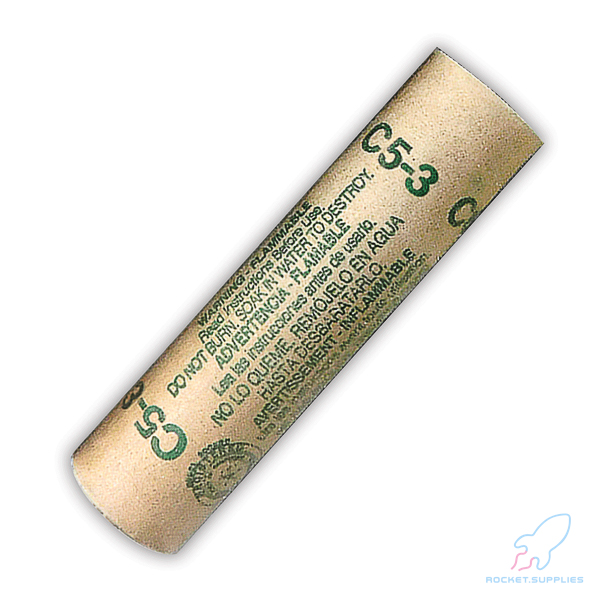 C5-3
C
WARNING - FLAMMABLE
Read Instructions Before Use.
DO NOT BURN. SOAK IN WATER TO DESTROY.
ADVERTENCIA - FLAMABLE
Lea las instrucciones antes de usarlo.
NO LO QUEME, REMOJELO EN AGUA
HASTA DESBARATARLO.
AVERTISSEMENT - INFLAMMABLE
C5-3
ROCKET.SUPPLIES